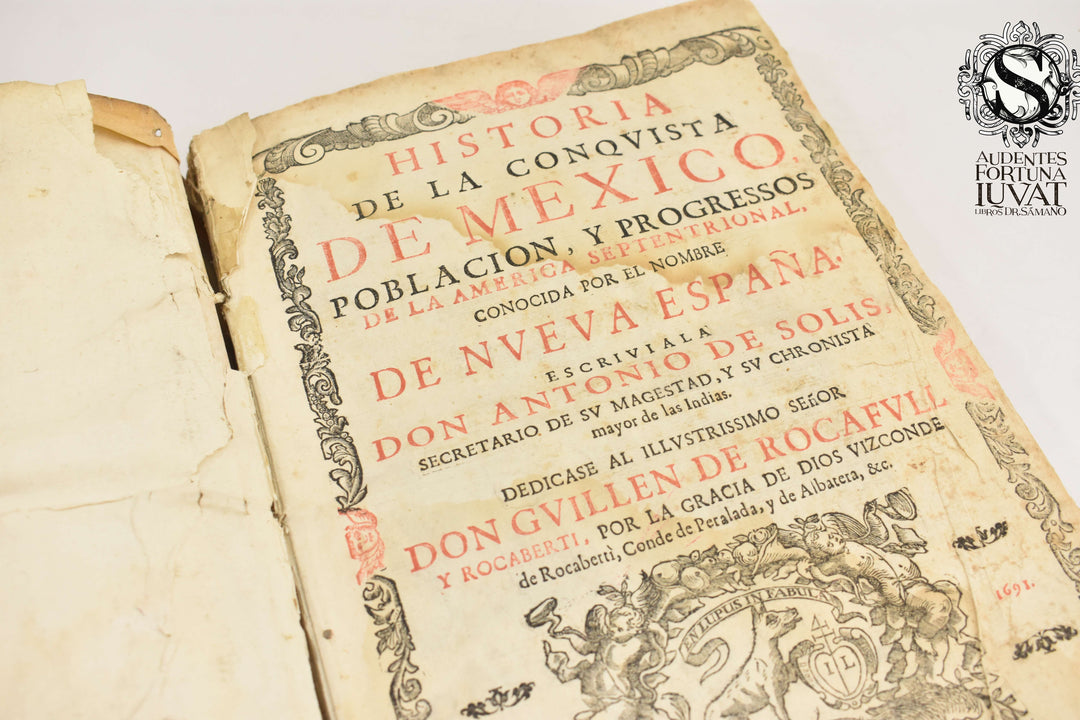 HISTORIA
DE LA CONQVISTA
DE MEXICO,
POBLACION, Y PROGRESSOS
DE LA AMERICA SEPTENTRIONAL,
CONOCIDA POR EL NOMBRE
DE NVEVA ESPAÑA.
ESCRIVIALA
DON ANTONIO DE SOLIS,
SECRETARIO DE SV MAGESTAD, Y SV CHRONISTA
mayor de las Indias.
DEDICASE AL ILLVSTRISSIMO SEÑOR
DON GVILLEN DE ROCAFVLL
Y ROCABERTI, POR LA GRACIA DE DIOS VIZCONDE
de Rocabertì, Conde de Peralada, y de Albatera, &c.
EN LUPUS IN FABULA
I L
1691.
S
AUDENTES
FORTUNA
IUVAT
LIBROS DR. SÁMANO